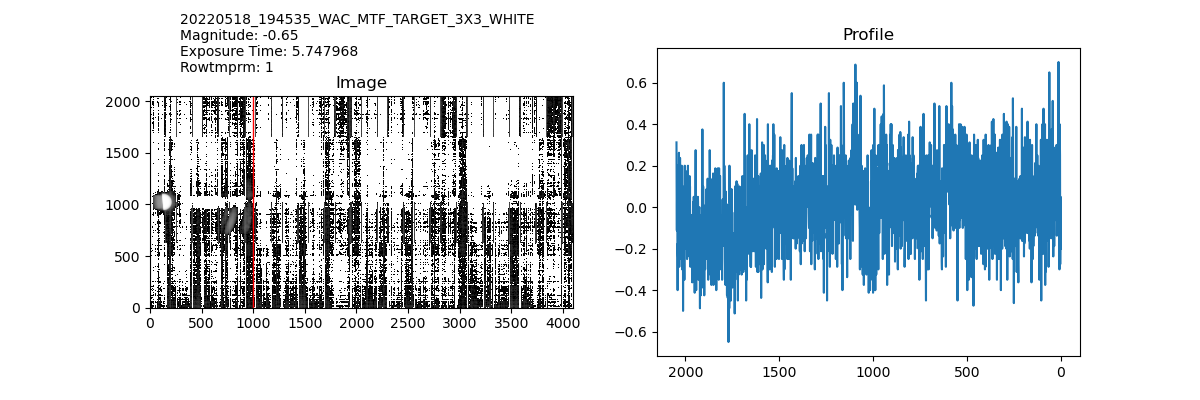 20220518_194535_WAC_MTF_TARGET_3X3_WHITE
Magnitude: -0.65
Exposure Time: 5.747968
Rowtmprm: 1
Image
2000
1500
1000
500
0
0 500 1000 1500 2000 2500 3000 3500 4000
Profile
0.6
0.4
0.2
0.0
−0.2
−0.4
−0.6
2000 1500 1000 500 0